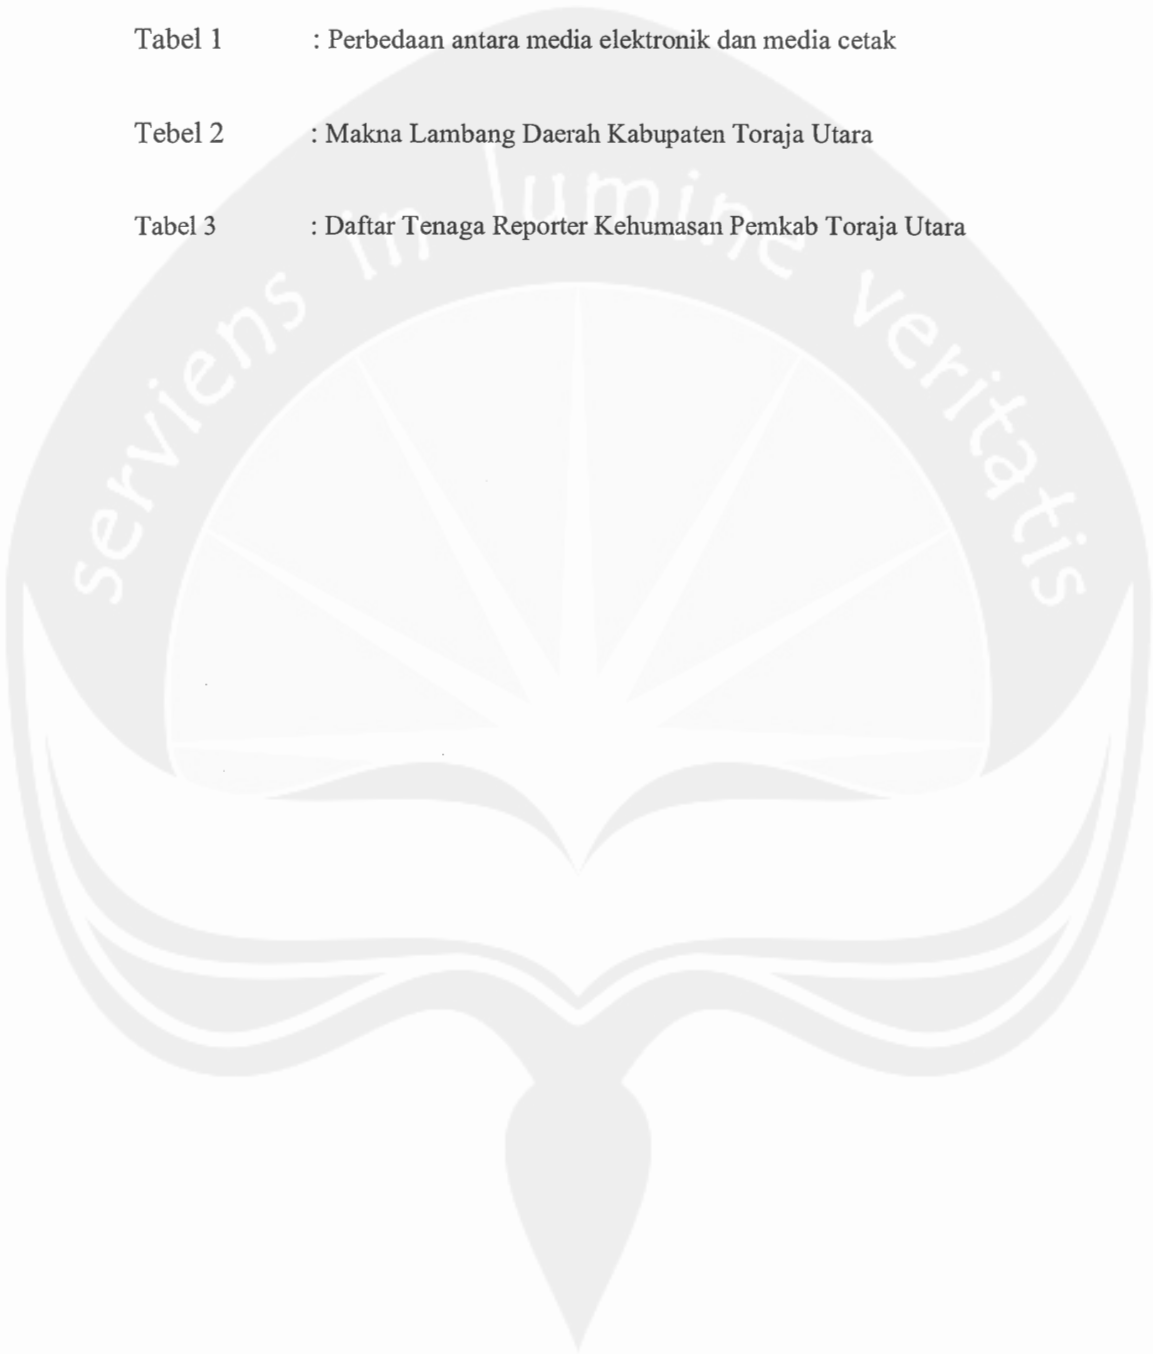 Tabel 1 : Perbedaan antara media elektronik dan media cetak
Tebel 2 : Makna Lambang Daerah Kabupaten Toraja Utara
Tabel 3 : Daftar Tenaga Reporter Kehumasan Pemkab Toraja Utara
serviens in lumine veritatis